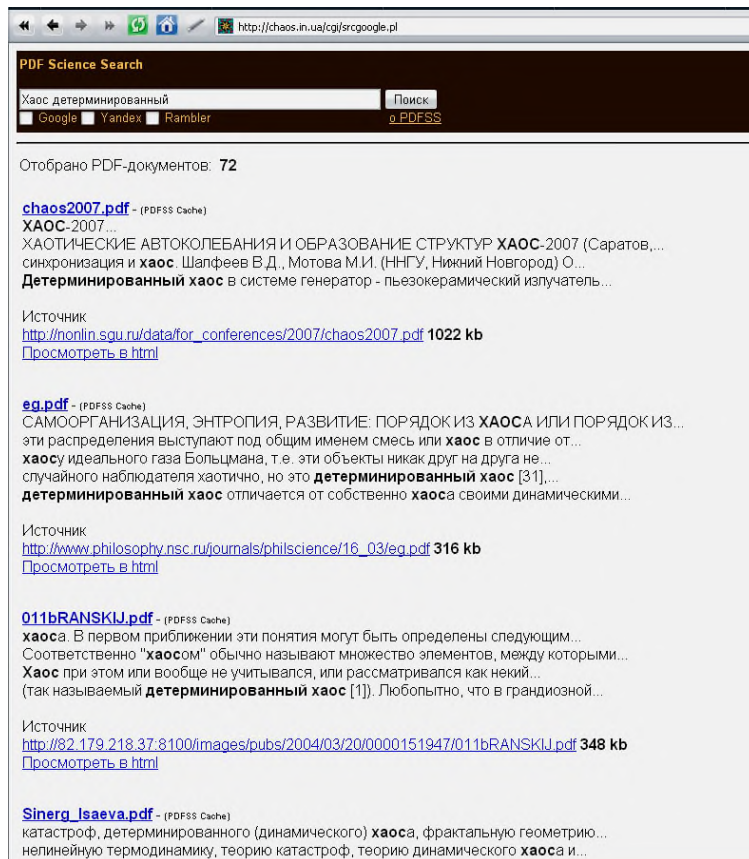 http://chaos.in.ua/cgi/srcgoogle.pl
PDF Science Search
Хаос детерминированный
Поиск
Google Yandex Rambler
о PDFSS
Отобрано PDF-документов: 72
chaos2007.pdf - (PDFSS Cache)
ХАОС-2007...
ХАОТИЧЕСКИЕ АВТОКОЛЕБАНИЯ И ОБРАЗОВАНИЕ СТРУКТУР ХАОС-2007 (Саратов,...
синхронизация и хаос. Шалфеев В.Д., Мотова М.И. (ННГУ, Нижний Новгород) О...
Детерминированный хаос в системе генератор - пьезокерамический излучатель...
Источник
http://nonlin.sgu.ru/data/for_conferences/2007/chaos2007.pdf 1022 kb
Просмотреть в html
eg.pdf - (PDFSS Cache)
САМООРГАНИЗАЦИЯ, ЭНТРОПИЯ, РАЗВИТИЕ: ПОРЯДОК ИЗ ХАОСА ИЛИ ПОРЯДОК ИЗ...
эти распределения выступают под общим именем смесь или хаос в отличие от...
хаосу идеального газа Больцмана, т.е. эти объекты никак друг на друга не...
случайного наблюдателя хаотично, но это детерминированный хаос [31],...
детерминированный хаос отличается от собственно хаоса своими динамическими...
Источник
http://www.philosophy.nsc.ru/journals/philscience/16_03/eg.pdf 316 kb
Просмотреть в html
011bRANSKIJ.pdf - (PDFSS Cache)
хаоса. В первом приближении эти понятия могут быть определены следующим...
Соответственно "хаосом" обычно называют множество элементов, между которыми...
Хаос при этом или вообще не учитывался, или рассматривался как некий...
(так называемый детерминированный хаос [1]). Любопытно, что в грандиозной...
Источник
http://82.179.218.37:8100/images/pubs/2004/03/20/0000151947/011bRANSKIJ.pdf 348 kb
Просмотреть в html
Sinerg_Isaeva.pdf - (PDFSS Cache)
катастроф, детерминированного (динамического) хаоса, фрактальную геометрию...
нелинейную термодинамику, теорию катастроф, теорию динамического хаоса и...